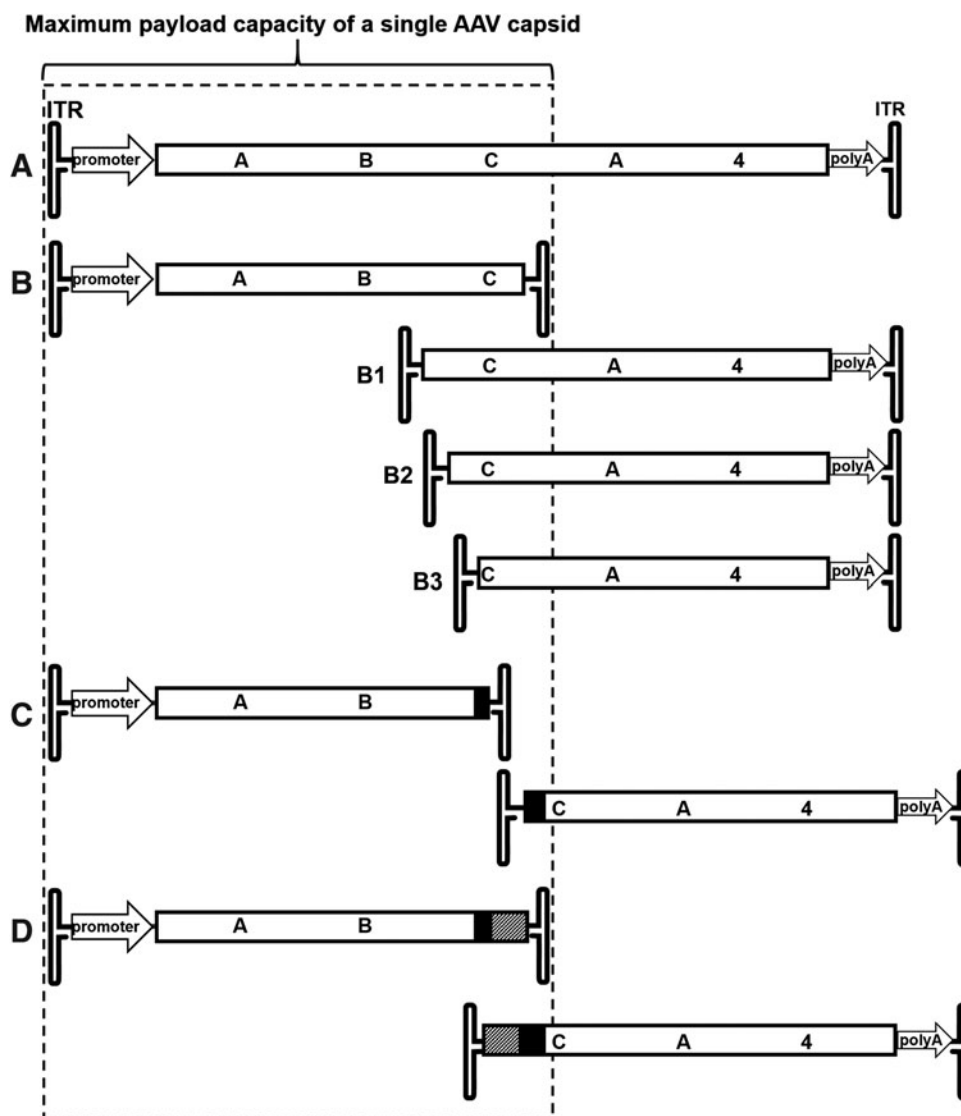 Maximum payload capacity of a single AAV capsid
ITR ITR
A promoter A B C A 4 polyA
B promoter A B C
B1 C A 4 polyA
B2 C A 4 polyA
B3 C A 4 polyA
C promoter A B
C A 4 polyA
D promoter A B
C A 4 polyA